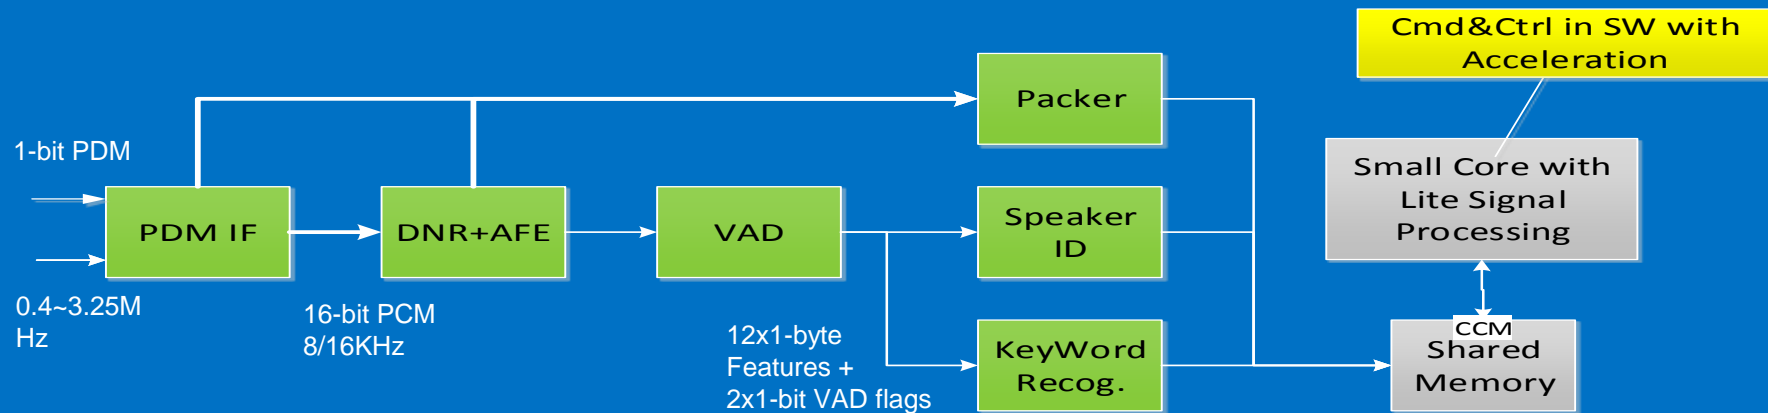 Cmd&Ctrl in SW with
Acceleration
Packer
1-bit PDM
Small Core with
Lite Signal
Processing
PDM IF
DNR+AFE
VAD
Speaker
ID
0.4~3.25M
Hz
16-bit PCM
8/16KHz
12x1-byte
Features +
2x1-bit VAD flags
KeyWord
Recog.
CCM
Shared
Memory